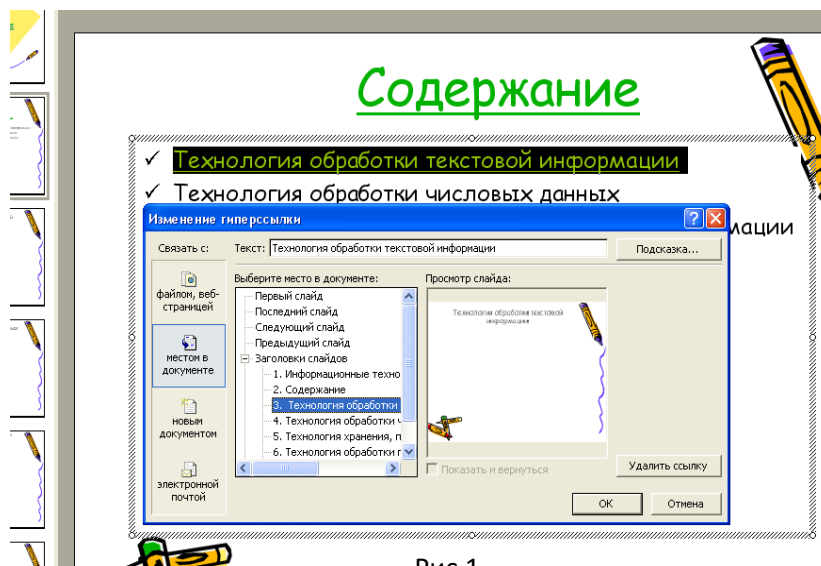 Содержание
✓ Технология обработки текстовой информации
✓ Технология обработки числовых данных
мации
Изменение гиперссылки
Связать с:
Текст: Технология обработки текстовой информации
Подсказка...
файлом, веб-
страницей
местом в
документе
новым
документом
электронной
почтой
Выберите место в документе:
Первый слайд
Последний слайд
Следующий слайд
Предыдущий слайд
Заголовки слайдов
1. Информационные техно
2. Содержание
3. Технология обработки
4. Технология обработки ч
5. Технология хранения, п
6. Технология обработки г
Просмотр слайда:
Технология обработки текстовой
информации
Показать и вернуться
Удалить ссылку
ОК
Отмена
Рис.1